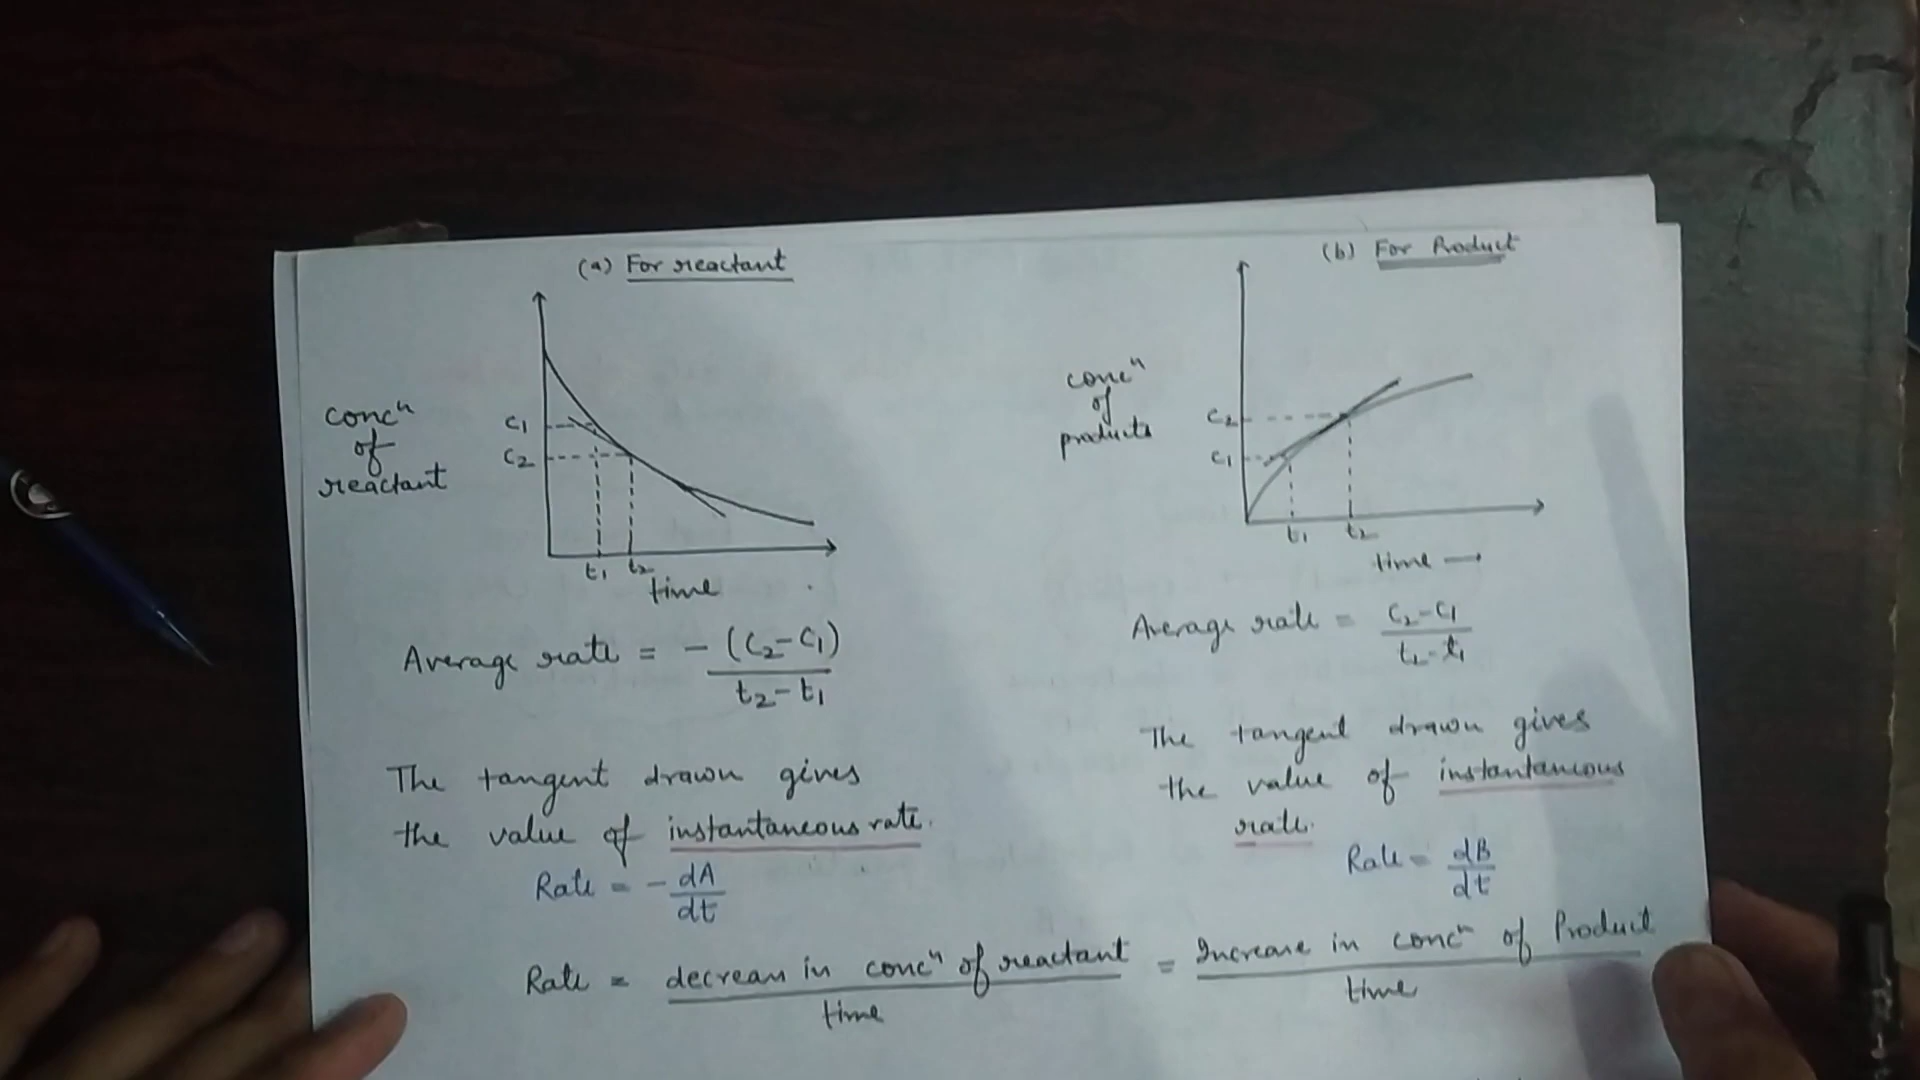 (a) For reactant
concⁿ
of
reactant
C₁
C₂
t₁ t₂
time
Average rate = -(C₂-C₁)
t₂-t₁
The tangent drawn gives
the value of instantaneous rate.
Rate = - dA
dt
(b) For Product
concⁿ
of
products
C₂
C₁
t₁ t₂
time →
Average rate = C₂-C₁
t₂-t₁
The tangent drawn gives
the value of instantaneous
rate.
Rate = dB
dt
Rate = decrease in concⁿ of reactant = Increase in concⁿ of Product
time time